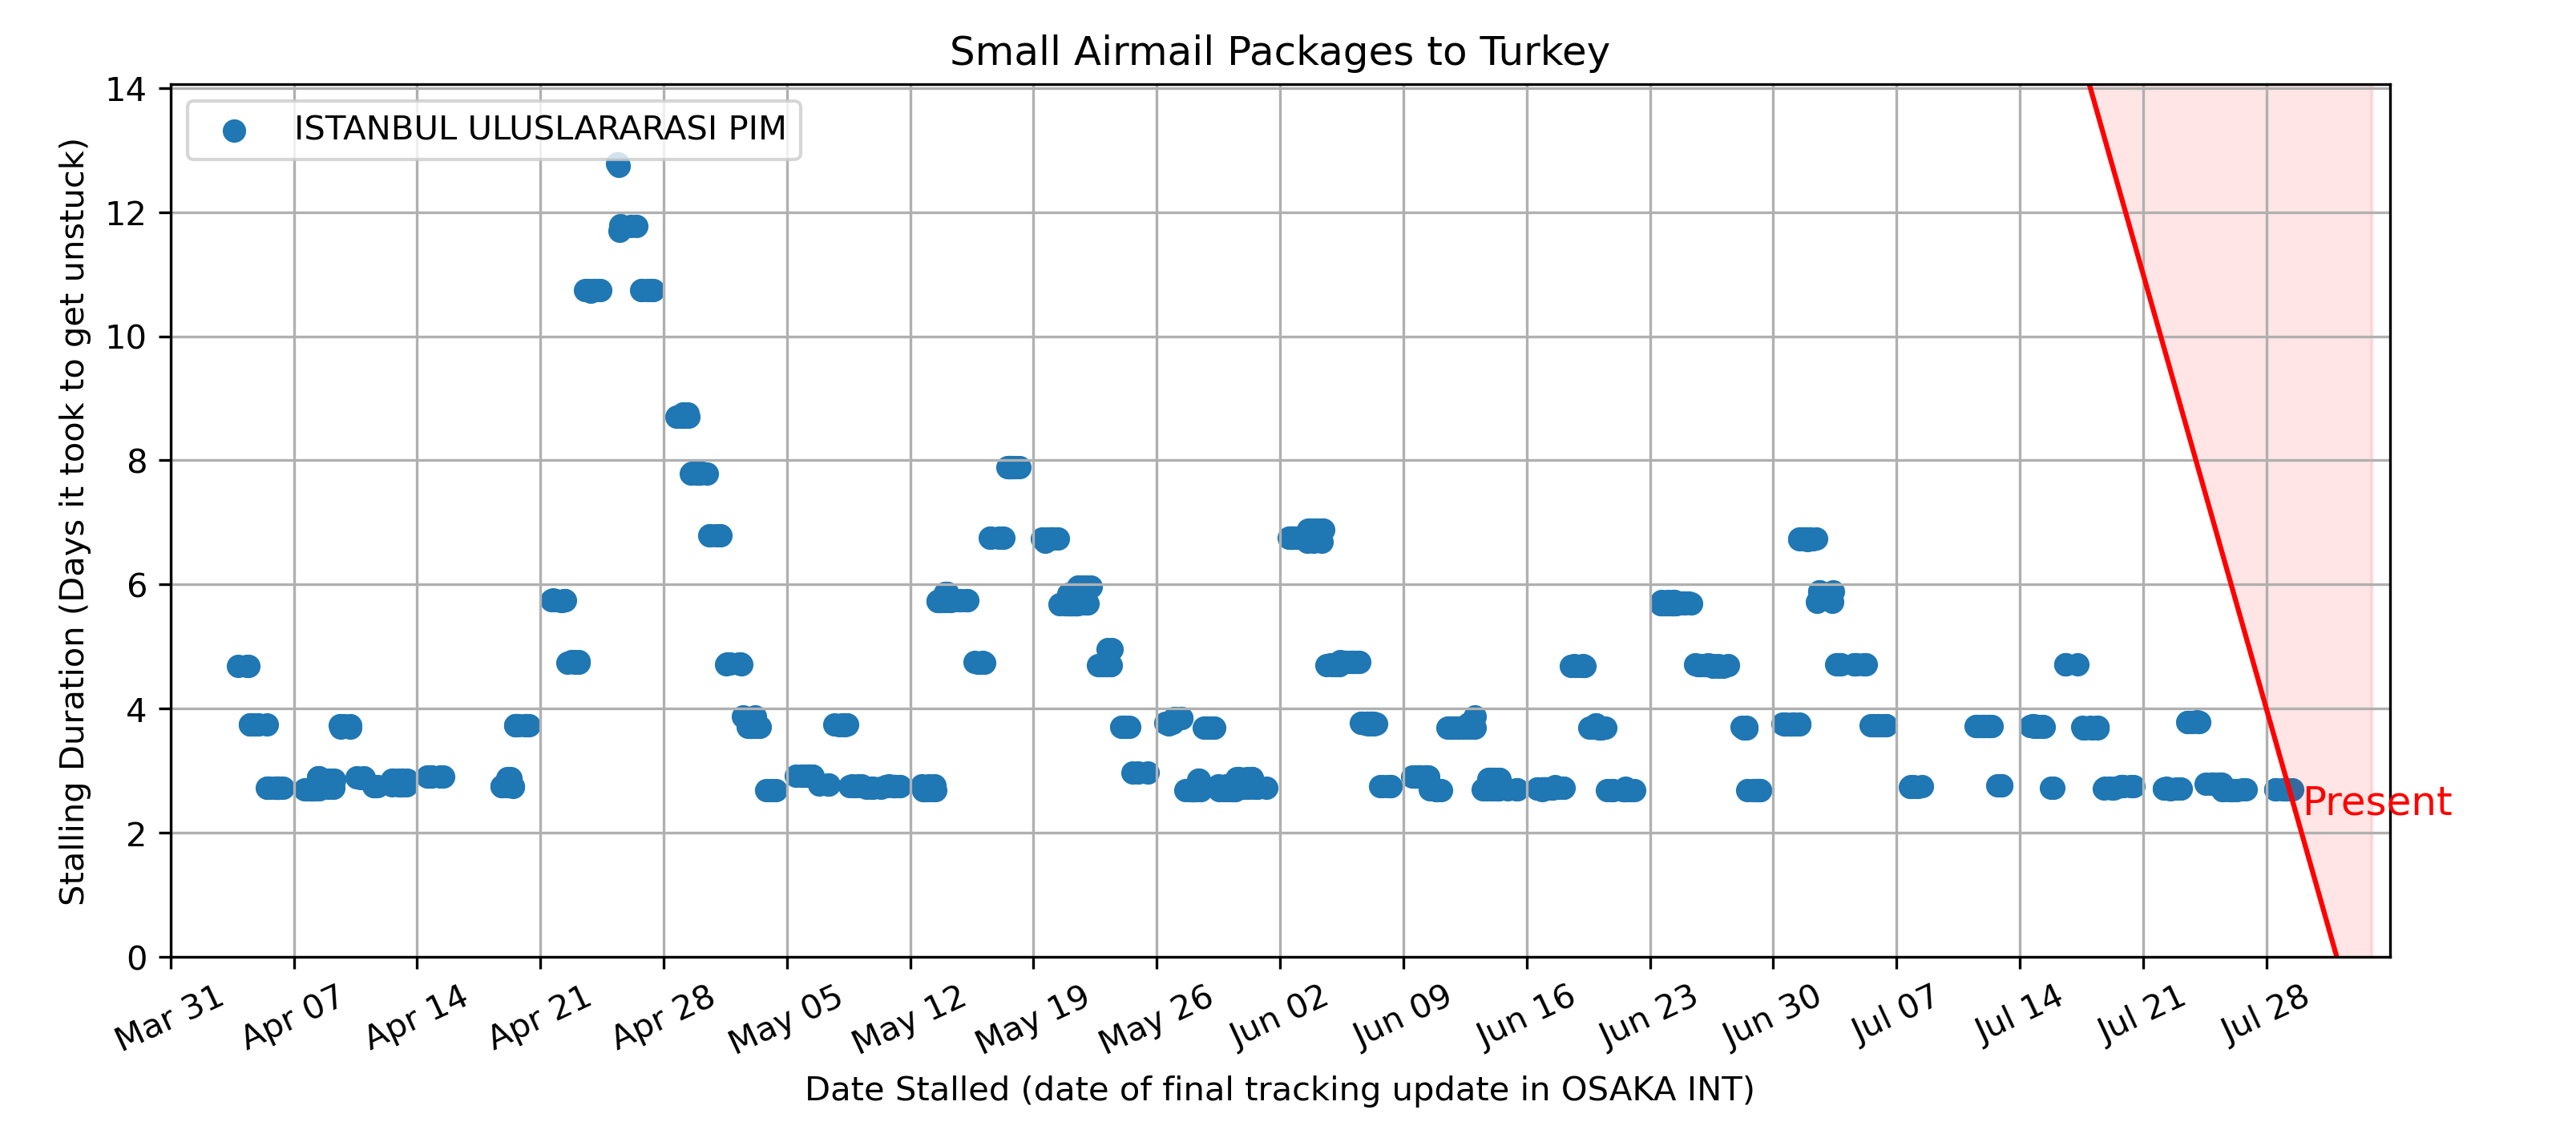 Small Airmail Packages to Turkey
ISTANBUL ULUSLARARASI PIM
Stalling Duration (Days it took to get unstuck)
14
12
10
8
6
4
2
0
Present
Mar 31
Apr 07
Apr 14
Apr 21
Apr 28
May 05
May 12
May 19
May 26
Jun 02
Jun 09
Jun 16
Jun 23
Jun 30
Jul 07
Jul 14
Jul 21
Jul 28
Date Stalled (date of final tracking update in OSAKA INT)